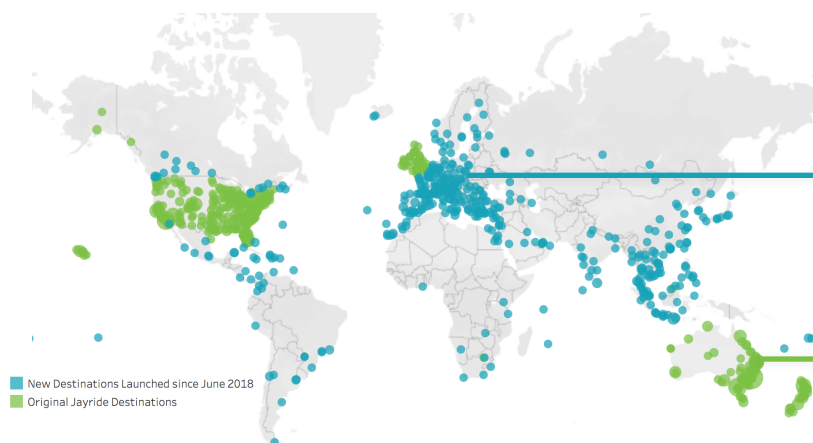 New Destinations Launched since June 2018
Original Jayride Destinations